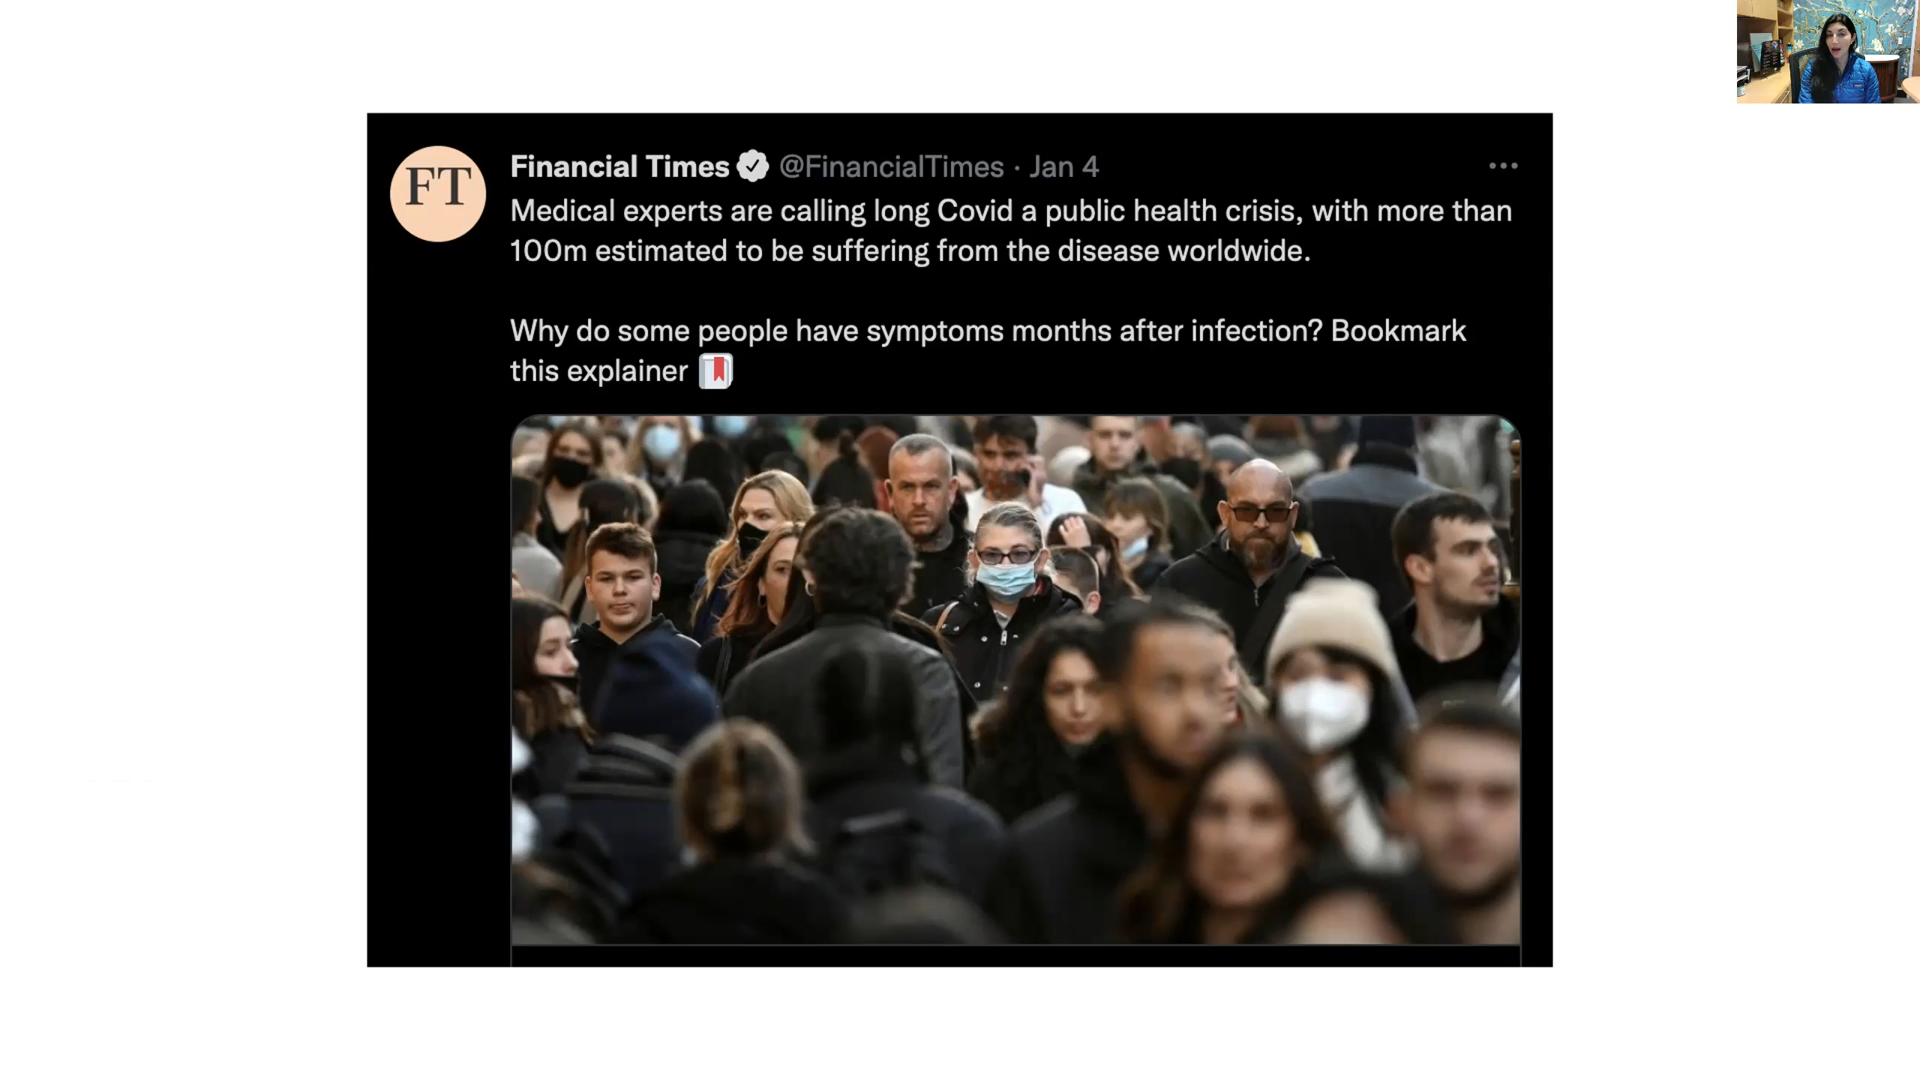 FT
Financial Times @FinancialTimes · Jan 4
Medical experts are calling long Covid a public health crisis, with more than
100m estimated to be suffering from the disease worldwide.
Why do some people have symptoms months after infection? Bookmark
this explainer